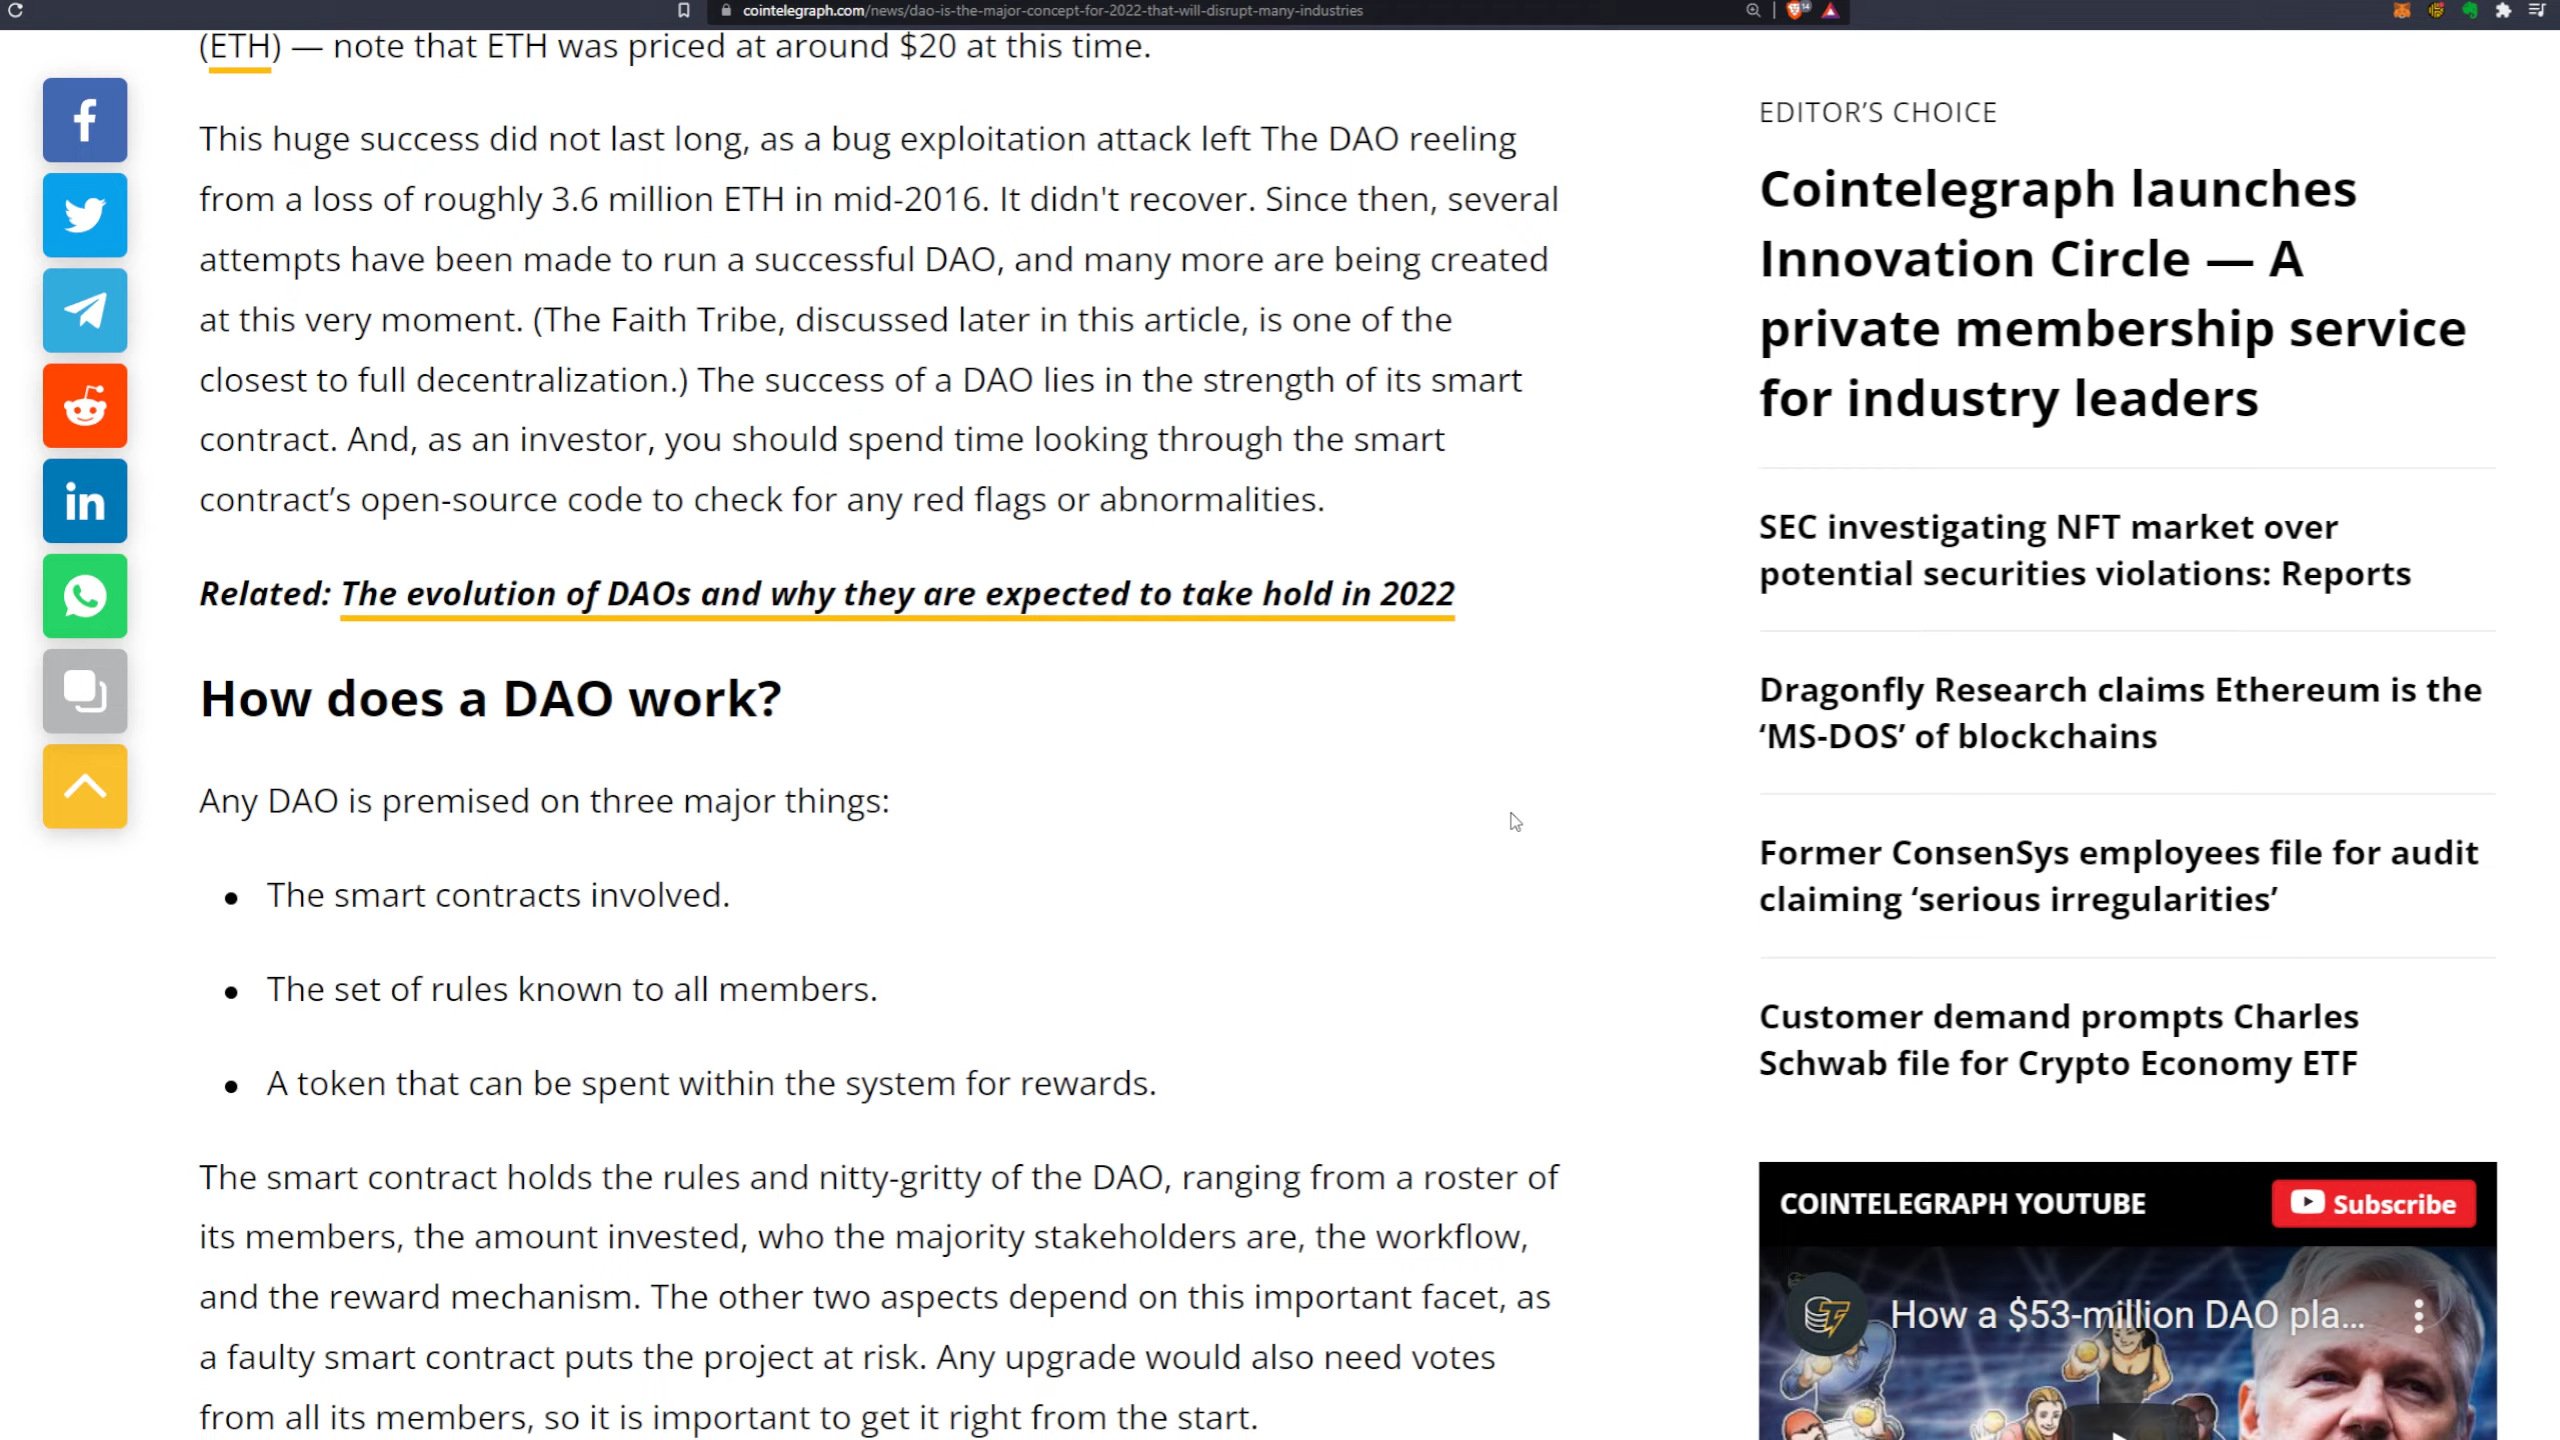 cointelegraph.com/news/dao-is-the-major-concept-for-2022-that-will-disrupt-many-industries
14
(ETH) — note that ETH was priced at around $20 at this time.
This huge success did not last long, as a bug exploitation attack left The DAO reeling
from a loss of roughly 3.6 million ETH in mid-2016. It didn't recover. Since then, several
attempts have been made to run a successful DAO, and many more are being created
at this very moment. (The Faith Tribe, discussed later in this article, is one of the
closest to full decentralization.) The success of a DAO lies in the strength of its smart
contract. And, as an investor, you should spend time looking through the smart
contract’s open-source code to check for any red flags or abnormalities.
Related: The evolution of DAOs and why they are expected to take hold in 2022
How does a DAO work?
Any DAO is premised on three major things:
● The smart contracts involved.
● The set of rules known to all members.
● A token that can be spent within the system for rewards.
The smart contract holds the rules and nitty-gritty of the DAO, ranging from a roster of
its members, the amount invested, who the majority stakeholders are, the workflow,
and the reward mechanism. The other two aspects depend on this important facet, as
a faulty smart contract puts the project at risk. Any upgrade would also need votes
from all its members, so it is important to get it right from the start.
EDITOR’S CHOICE
Cointelegraph launches
Innovation Circle — A
private membership service
for industry leaders
SEC investigating NFT market over
potential securities violations: Reports
Dragonfly Research claims Ethereum is the
‘MS-DOS’ of blockchains
Former ConsenSys employees file for audit
claiming ‘serious irregularities’
Customer demand prompts Charles
Schwab file for Crypto Economy ETF
COINTELEGRAPH YOUTUBE
Subscribe
How a $53-million DAO pla...